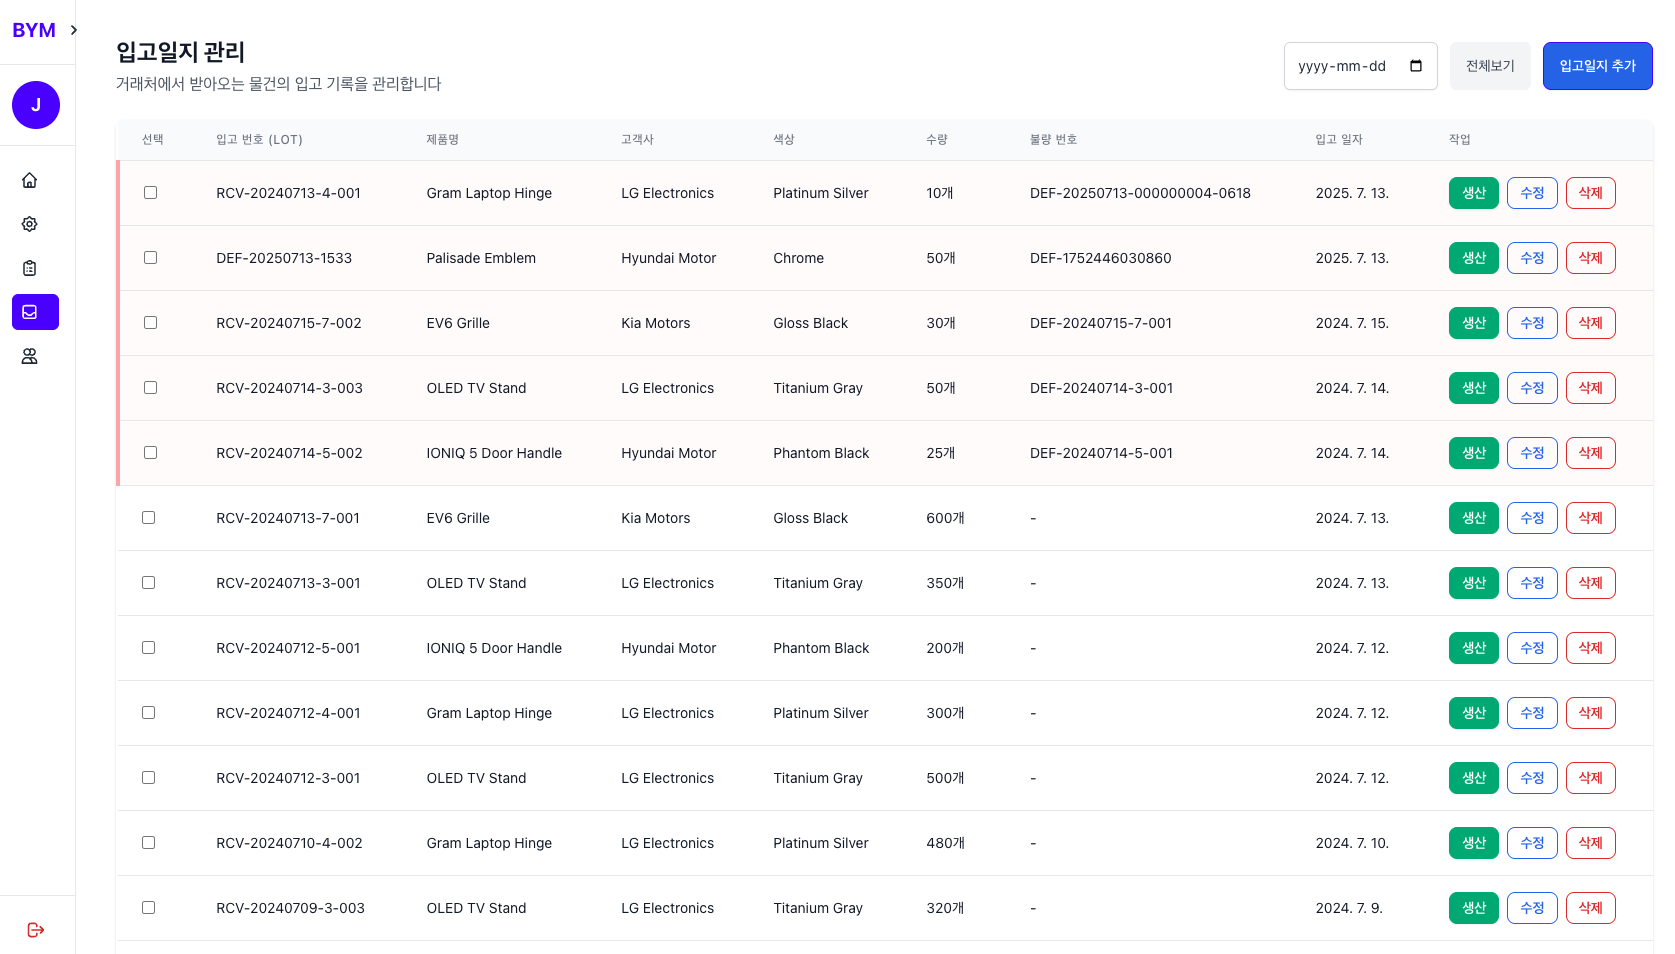 BYM
J
입고일지 관리
거래처에서 받아오는 물건의 입고 기록을 관리합니다
yyyy-mm-dd 전체보기 입고일지 추가
선택 입고 번호 (LOT) 제품명 고객사 색상 수량 불량 번호 입고 일자 작업
RCV-20240713-4-001 Gram Laptop Hinge LG Electronics Platinum Silver 10개 DEF-20250713-000000004-0618 2025. 7. 13. 생산 수정 삭제
DEF-20250713-1533 Palisade Emblem Hyundai Motor Chrome 50개 DEF-1752446030860 2025. 7. 13. 생산 수정 삭제
RCV-20240715-7-002 EV6 Grille Kia Motors Gloss Black 30개 DEF-20240715-7-001 2024. 7. 15. 생산 수정 삭제
RCV-20240714-3-003 OLED TV Stand LG Electronics Titanium Gray 50개 DEF-20240714-3-001 2024. 7. 14. 생산 수정 삭제
RCV-20240714-5-002 IONIQ 5 Door Handle Hyundai Motor Phantom Black 25개 DEF-20240714-5-001 2024. 7. 14. 생산 수정 삭제
RCV-20240713-7-001 EV6 Grille Kia Motors Gloss Black 600개 - 2024. 7. 13. 생산 수정 삭제
RCV-20240713-3-001 OLED TV Stand LG Electronics Titanium Gray 350개 - 2024. 7. 13. 생산 수정 삭제
RCV-20240712-5-001 IONIQ 5 Door Handle Hyundai Motor Phantom Black 200개 - 2024. 7. 12. 생산 수정 삭제
RCV-20240712-4-001 Gram Laptop Hinge LG Electronics Platinum Silver 300개 - 2024. 7. 12. 생산 수정 삭제
RCV-20240712-3-001 OLED TV Stand LG Electronics Titanium Gray 500개 - 2024. 7. 12. 생산 수정 삭제
RCV-20240710-4-002 Gram Laptop Hinge LG Electronics Platinum Silver 480개 - 2024. 7. 10. 생산 수정 삭제
RCV-20240709-3-003 OLED TV Stand LG Electronics Titanium Gray 320개 - 2024. 7. 9. 생산 수정 삭제